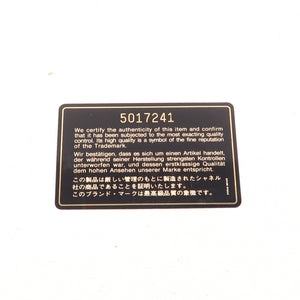 5017241
We certify the authenticity of this item and confirm
that it has been subjected to the most exacting quality
control. Its high quality is a symbol of the fine reputation
of the Trademark.
Wir bestätigen, dass es sich um einen Artikel handelt,
der während seiner Herstellung strengsten Kontrollen
unterworfen war, und dessen erstklassige Qualität
dem hohen Ansehen unserer Marke entspricht.
この製品は厳しい管理のもとに製造されたシャネル
社の商品であることを証明いたします。
このブランド・マークは最高級品質の象徴です。